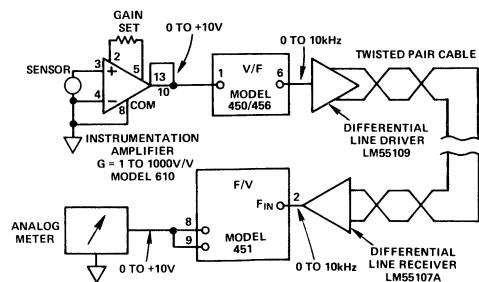 GAIN
SET
0 TO +10V
0 TO 10kHz
TWISTED PAIR CABLE
SENSOR
3
2
5
13
10
4
8
COM
1
V/F
6
MODEL
450/456
INSTRUMENTATION
AMPLIFIER
G = 1 TO 1000V/V
MODEL 610
DIFFERENTIAL
LINE DRIVER
LM55109
ANALOG
METER
0 TO +10V
8
9
F/V
FIN
MODEL
451
2
0 TO 10kHz
DIFFERENTIAL
LINE RECEIVER
LM55107A